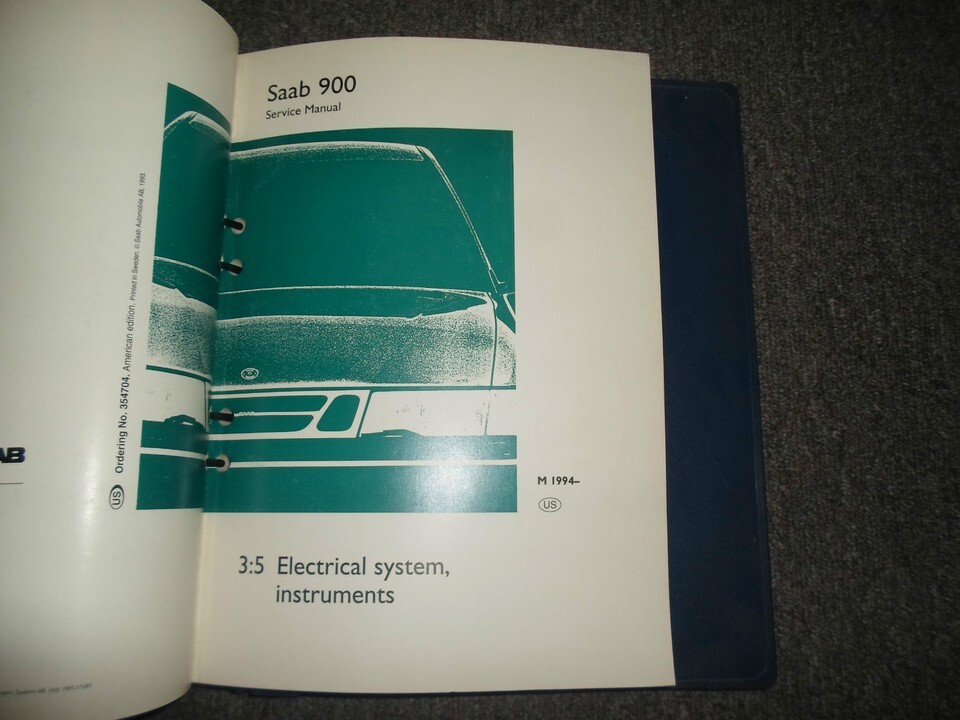 AB
Ordering No. 354704. American edition. Printed in Sweden. © Saab Automobile AB, 1993.
US
Saab 900
Service Manual
M 1994–
US
3:5 Electrical system,
instruments